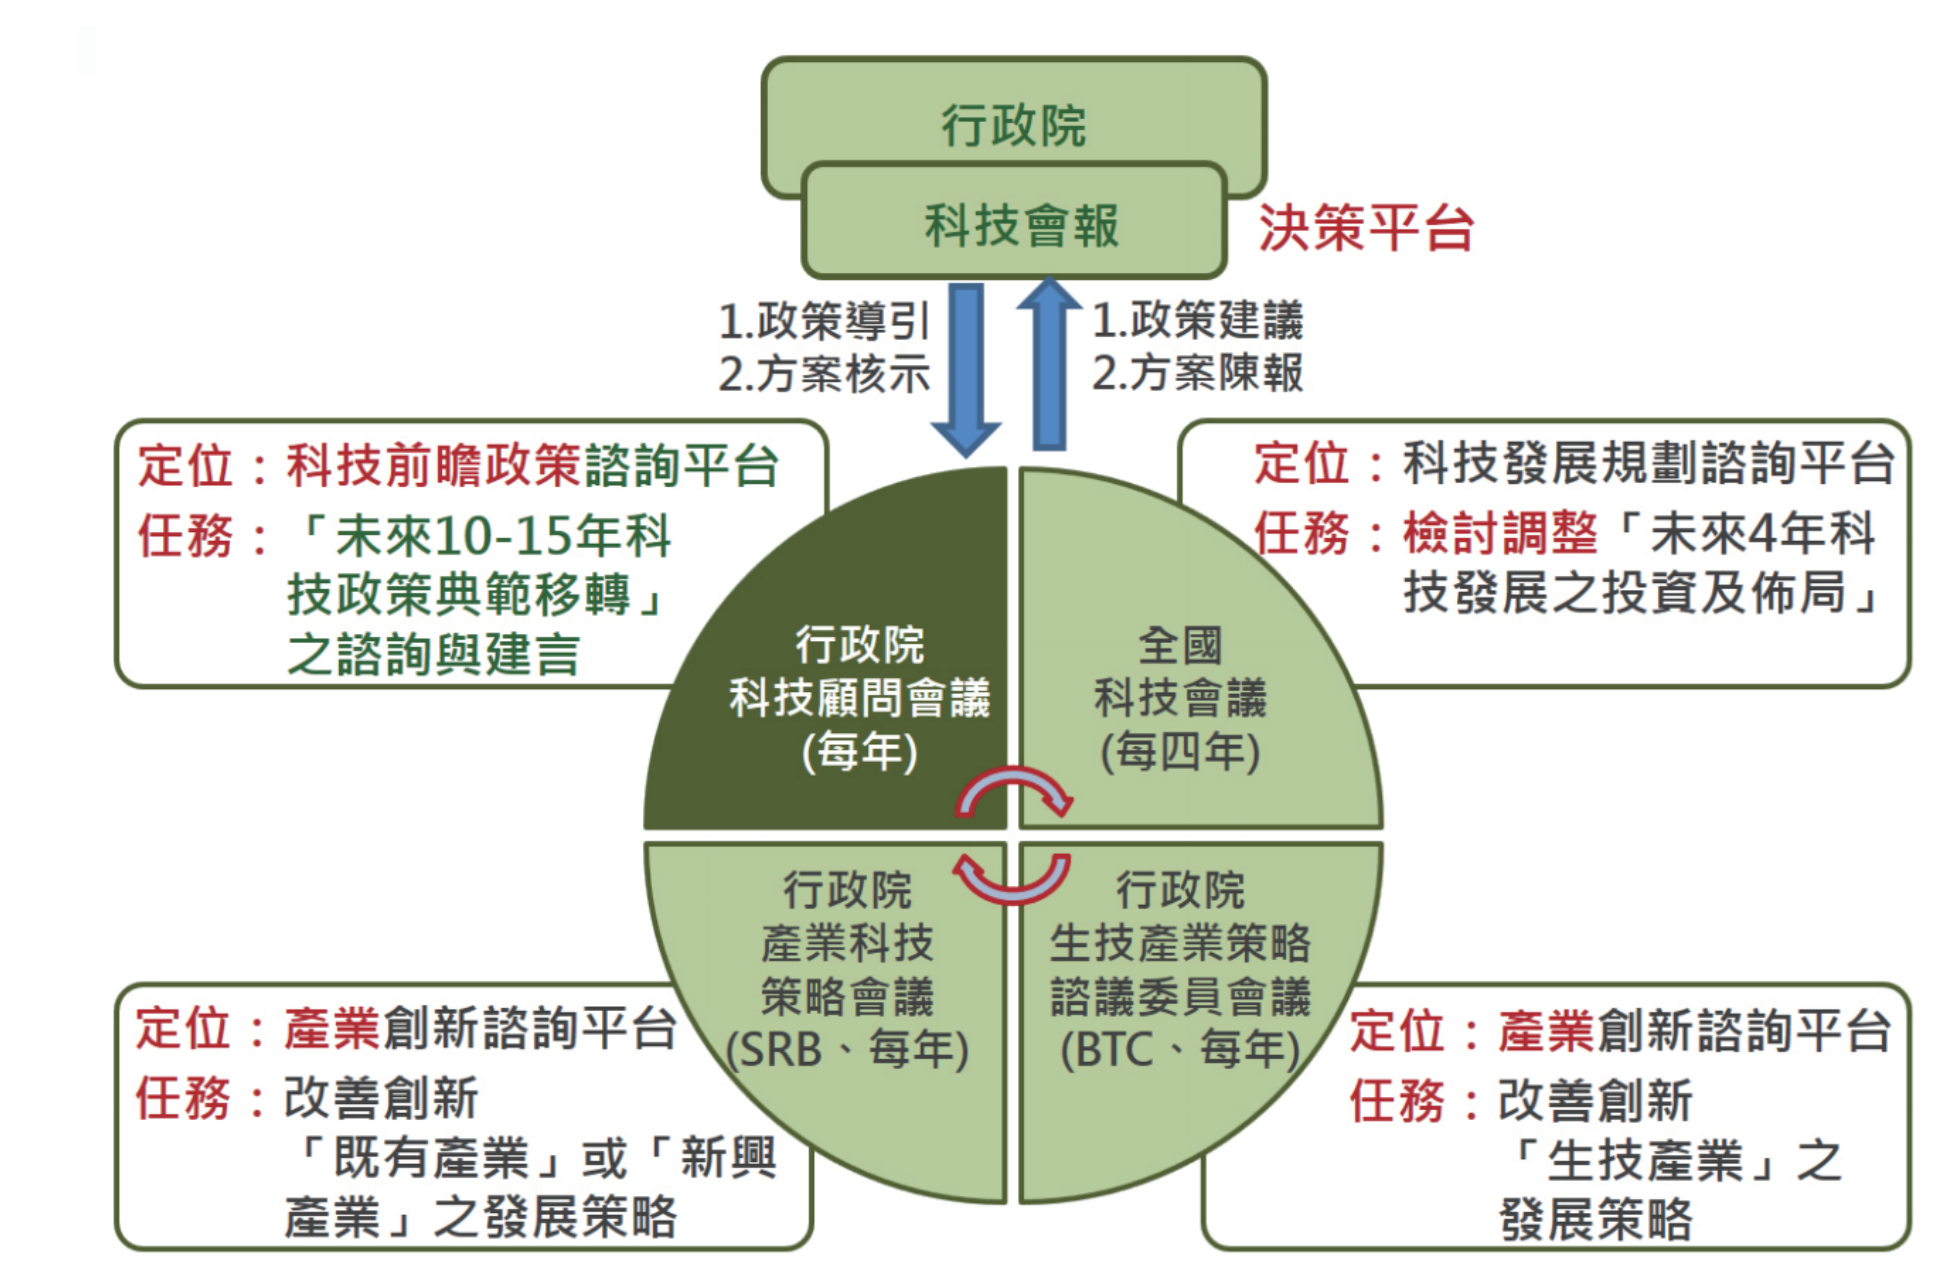 行政院
科技會報
決策平台
1.政策導引
2.方案核示
1.政策建議
2.方案陳報
定位：科技前瞻政策諮詢平台
任務：「未來10-15年科
技政策典範移轉」
之諮詢與建言
定位：科技發展規劃諮詢平台
任務：檢討調整「未來4年科
技發展之投資及佈局」
行政院
科技顧問會議
(每年)
全國
科技會議
(每四年)
行政院
產業科技
策略會議
(SRB、每年)
行政院
生技產業策略
諮議委員會議
(BTC、每年)
定位：產業創新諮詢平台
任務：改善創新
「既有產業」或「新興
產業」之發展策略
定位：產業創新諮詢平台
任務：改善創新
「生技產業」之
發展策略